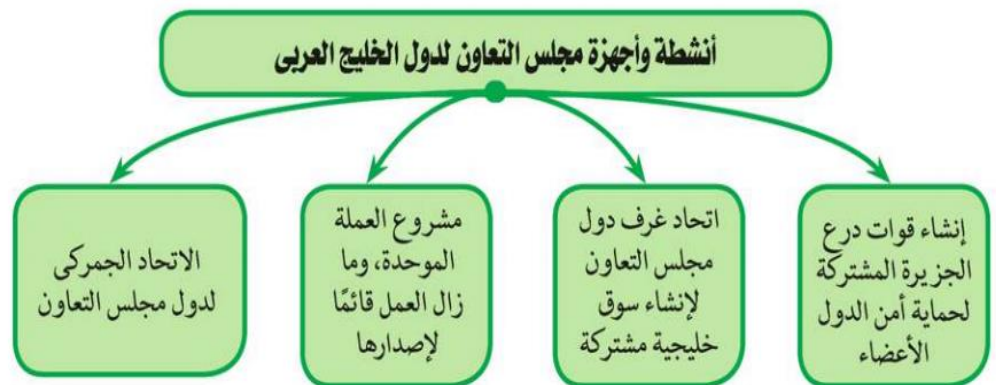 أنشطة وأجهزة مجلس التعاون لدول الخليج العربى
إنشاء قوات درع
الجزيرة المشتركة
لحماية أمن الدول
الأعضاء
اتحاد غرف دول
مجلس التعاون
لإنشاء سوق
خليجية مشتركة
مشروع العملة
الموحدة، وما
زال العمل قائمًا
لإصدارها
الاتحاد الجمركى
لدول مجلس التعاون